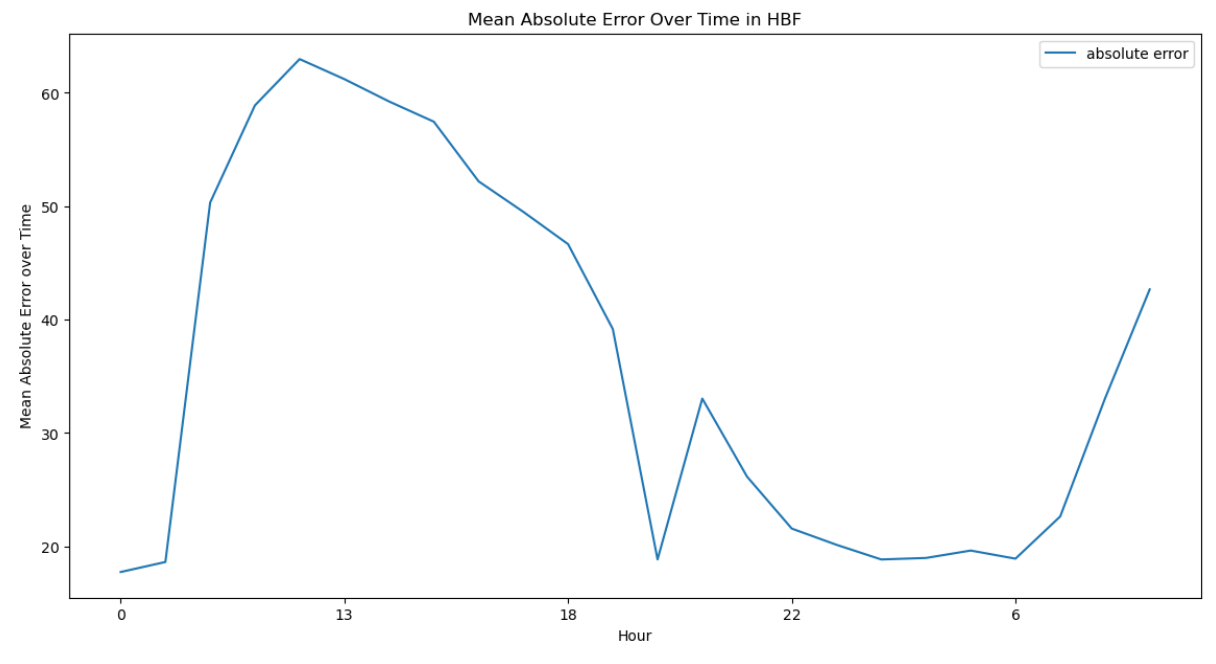 Mean Absolute Error Over Time in HBF
absolute error
60
50
40
30
20
Mean Absolute Error over Time
0 13 18 22 6
Hour